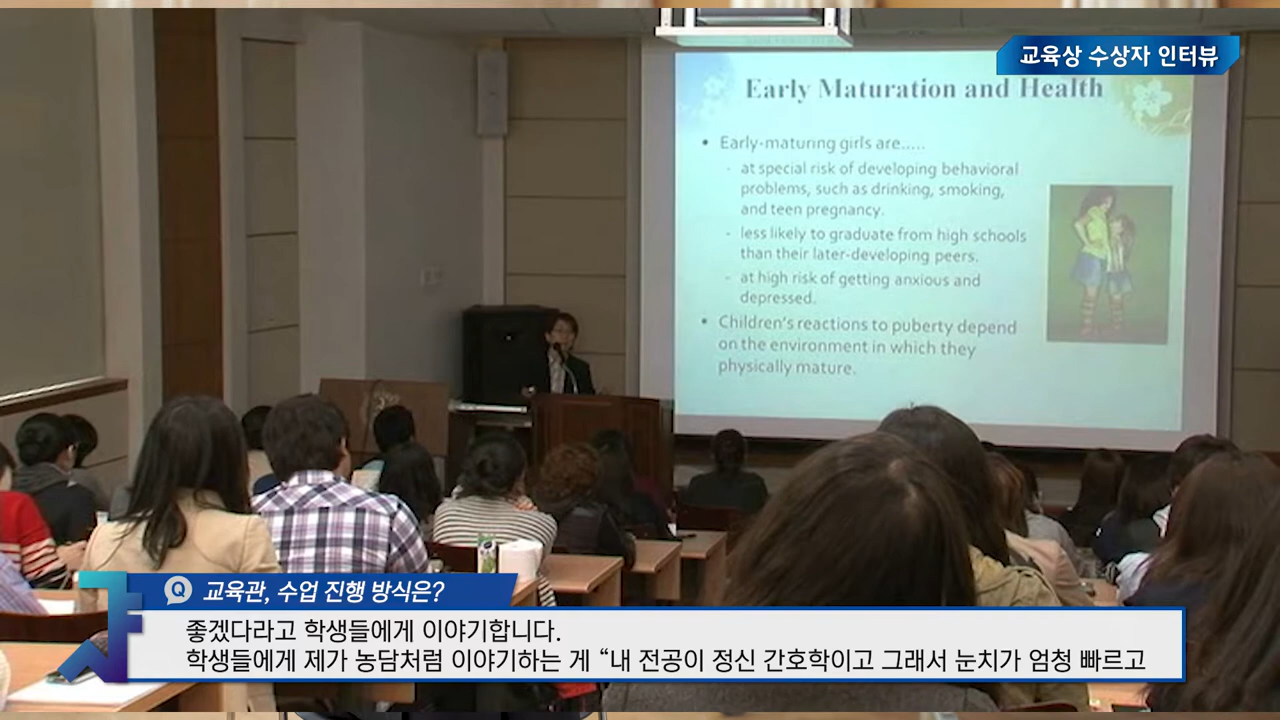 교육상 수상자 인터뷰
Early Maturation and Health
• Early-maturing girls are.....
- at special risk of developing behavioral
problems, such as drinking, smoking,
and teen pregnancy.
- less likely to graduate from high schools
than their later-developing peers.
- at high risk of getting anxious and
depressed.
• Children's reactions to puberty depend
on the environment in which they
physically mature.
Q 교육관, 수업 진행 방식은?
좋겠다라고 학생들에게 이야기합니다.
학생들에게 제가 농담처럼 이야기하는 게 “내 전공이 정신 간호학이고 그래서 눈치가 엄청 빠르고